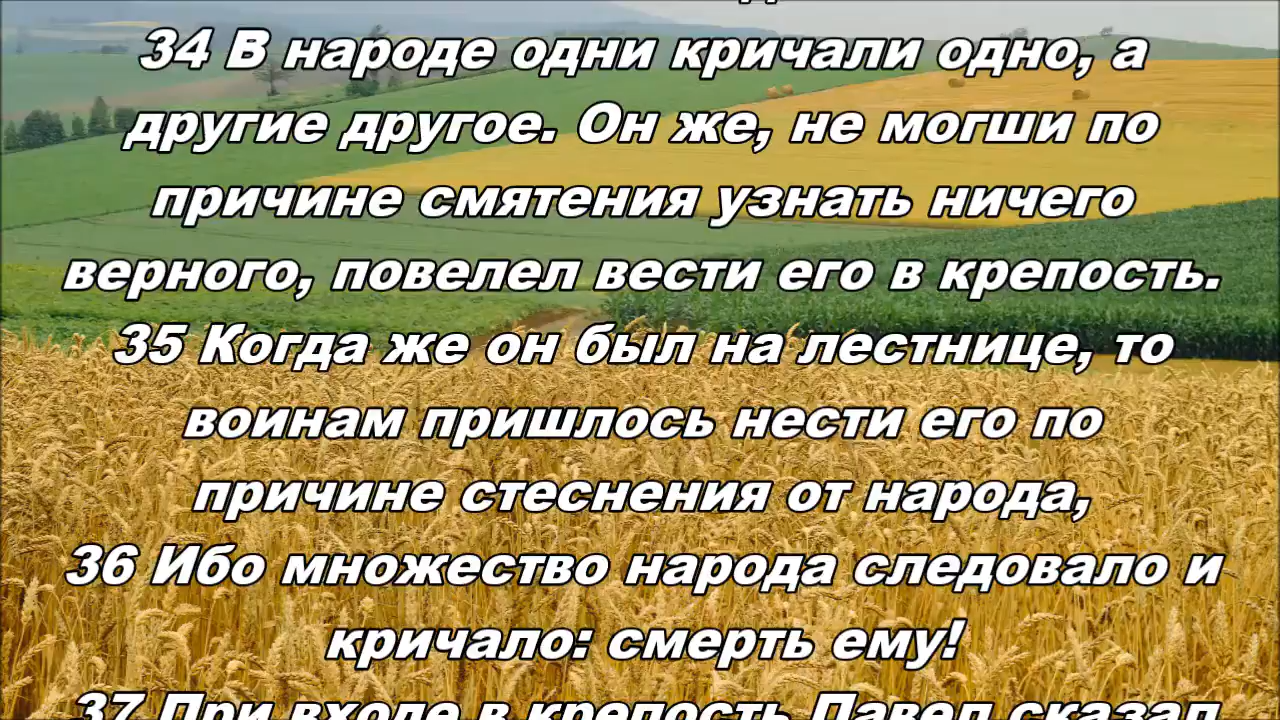 34 В народе одни кричали одно, а
другие другое. Он же, не могши по
причине смятения узнать ничего
верного, повелел вести его в крепость.
35 Когда же он был на лестнице, то
воинам пришлось нести его по
причине стеснения от народа,
36 Ибо множество народа следовало и
кричало: смерть ему!
37 При входе в крепость Павел сказал